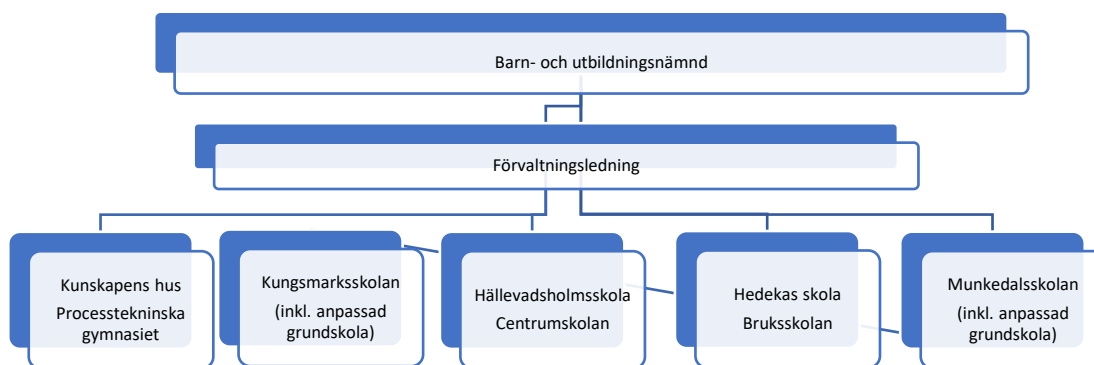 Barn- och utbildningsnämnd
Förvaltningsledning
Kunskapens hus
Processtekninska
gymnasiet
Kungsmarksskolan
(inkl. anpassad
grundskola)
Hällevadsholmsskola
Centrumskolan
Hedekas skola
Bruksskolan
Munkedalsskolan
(inkl. anpassad
grundskola)